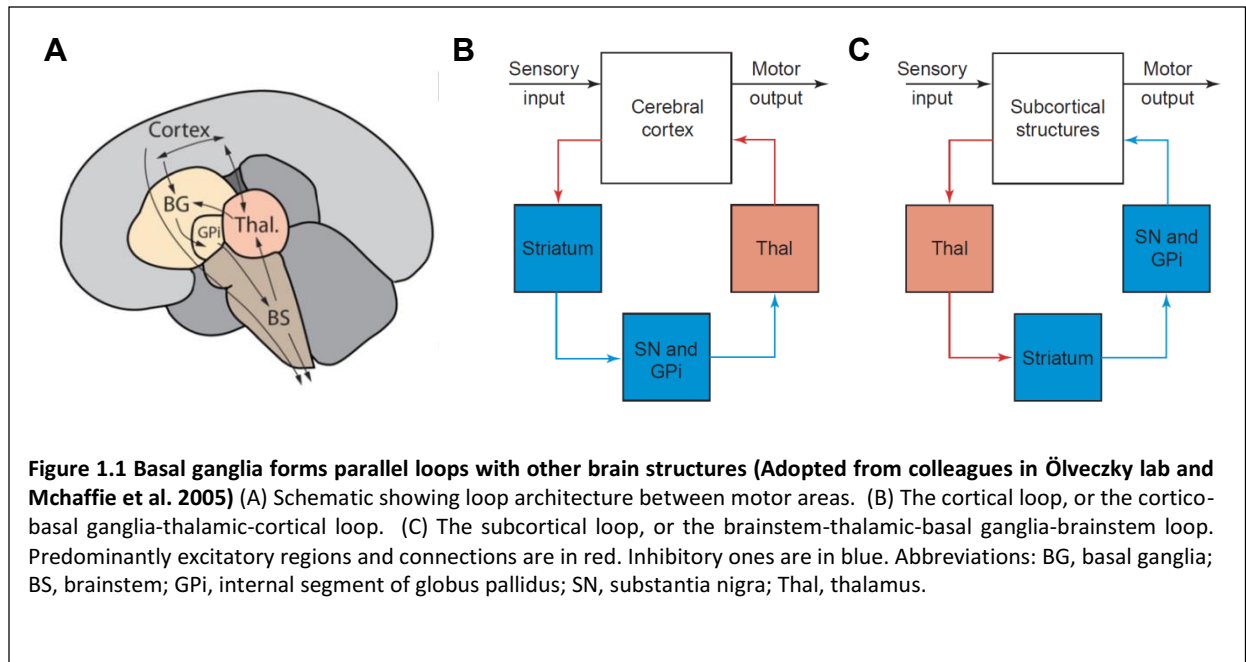 A
Cortex
BG
GPi
Thal.
BS
B
Sensory
input
Cerebral
cortex
Motor
output
Striatum
Thal
SN and
GPi
C
Sensory
input
Subcortical
structures
Motor
output
Thal
SN and
GPi
Striatum
Figure 1.1 Basal ganglia forms parallel loops with other brain structures (Adopted from colleagues in Ölveczky lab and
Mchaffie et al. 2005) (A) Schematic showing loop architecture between motor areas. (B) The cortical loop, or the cortico-
basal ganglia-thalamic-cortical loop. (C) The subcortical loop, or the brainstem-thalamic-basal ganglia-brainstem loop.
Predominantly excitatory regions and connections are in red. Inhibitory ones are in blue. Abbreviations: BG, basal ganglia;
BS, brainstem; GPi, internal segment of globus pallidus; SN, substantia nigra; Thal, thalamus.